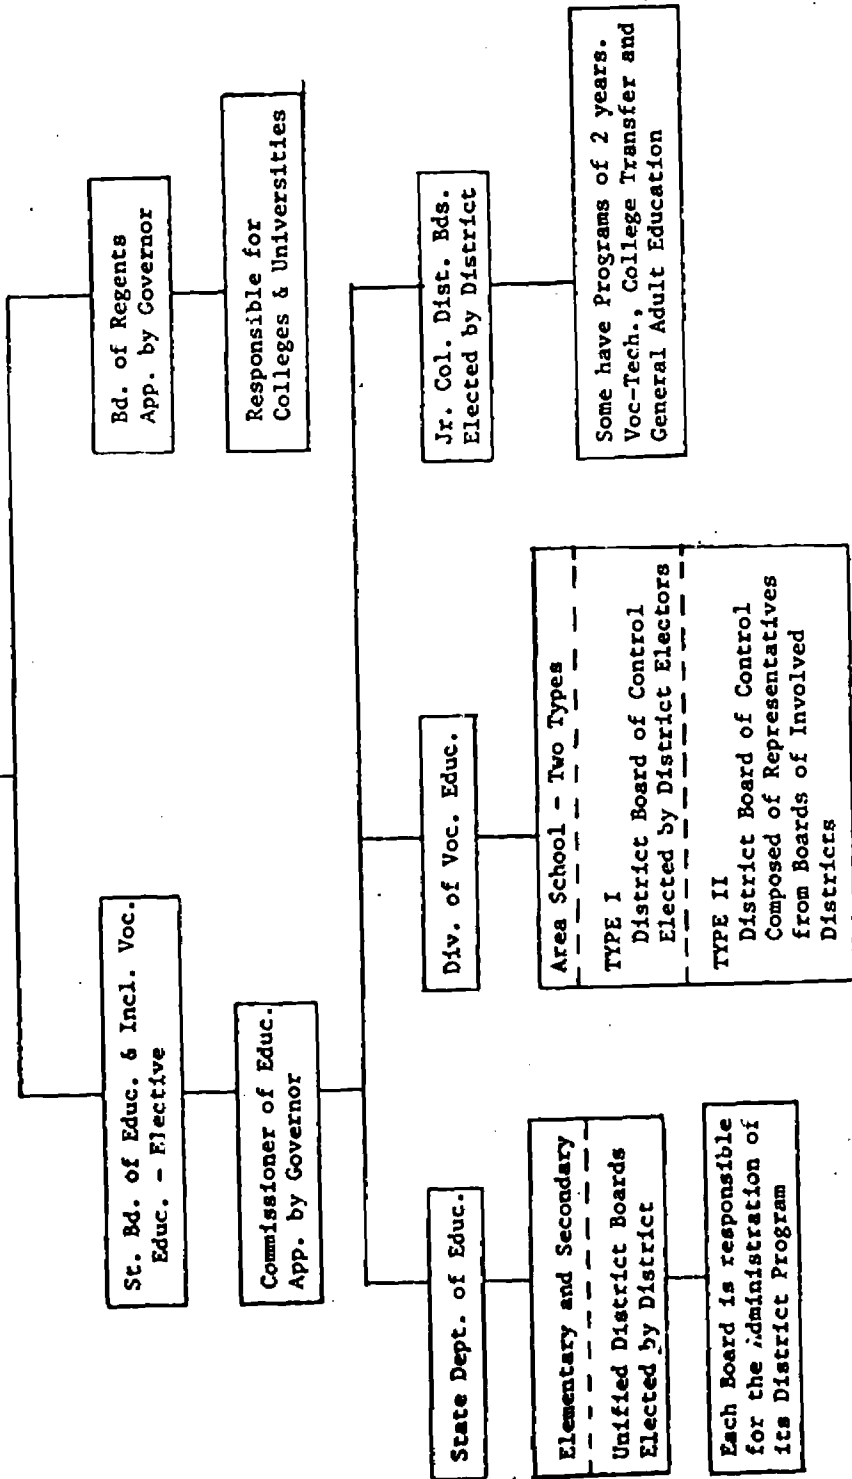 St. Bd. of Educ. & Incl. Voc.
Educ. - Elective
Bd. of Regents
App. by Governor
Commissioner of Educ.
App. by Governor
Responsible for
Colleges & Universities
State Dept. of Educ.
Div. of Voc. Educ.
Jr. Col. Dist. Bds.
Elected by District
Elementary and Secondary
Unified District Boards
Elected by District
Area School - Two Types
TYPE I
District Board of Control
Elected by District Electors
TYPE II
District Board of Control
Composed of Representatives
from Boards of Involved
Districts
Some have Programs of 2 years.
Voc-Tech., College Transfer and
General Adult Education
Each Board is responsible
for the Administration of
its District Program